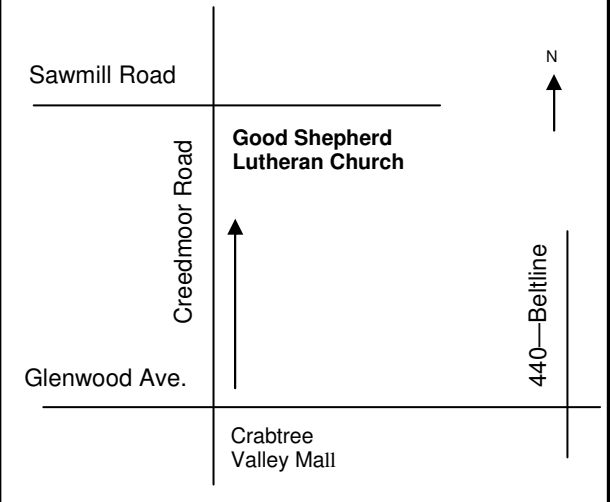 N
Sawmill Road
Good Shepherd
Lutheran Church
Creedmoor Road
440—Beltline
Glenwood Ave.
Crabtree
Valley Mall